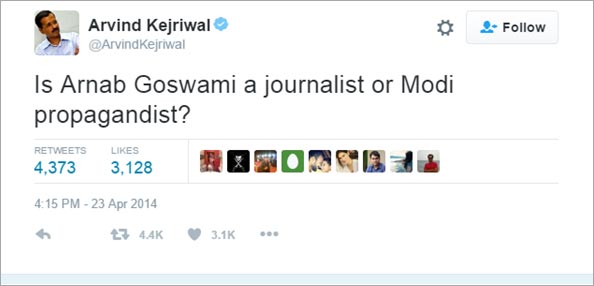 Arvind Kejriwal
@ArvindKejriwal
Follow
Is Arnab Goswami a journalist or Modi
propagandist?
RETWEETS LIKES
4,373 3,128
4:15 PM - 23 Apr 2014
4.4K 3.1K